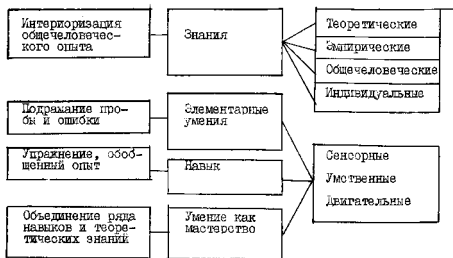 Интериоризация
общечеловечес-
кого опыта
Знания
Теоретические
Эмпирические
Общечеловеческие
Индивидуальные
Подражание про-
бы и ошибки
Элементарные
умения
Упражнение, обоб-
щенный опыт
Навык
Объединение ряда
навыков и теоре-
тических знаний
Умение как
мастерство
Сенсорные
Умственные
Двигательные